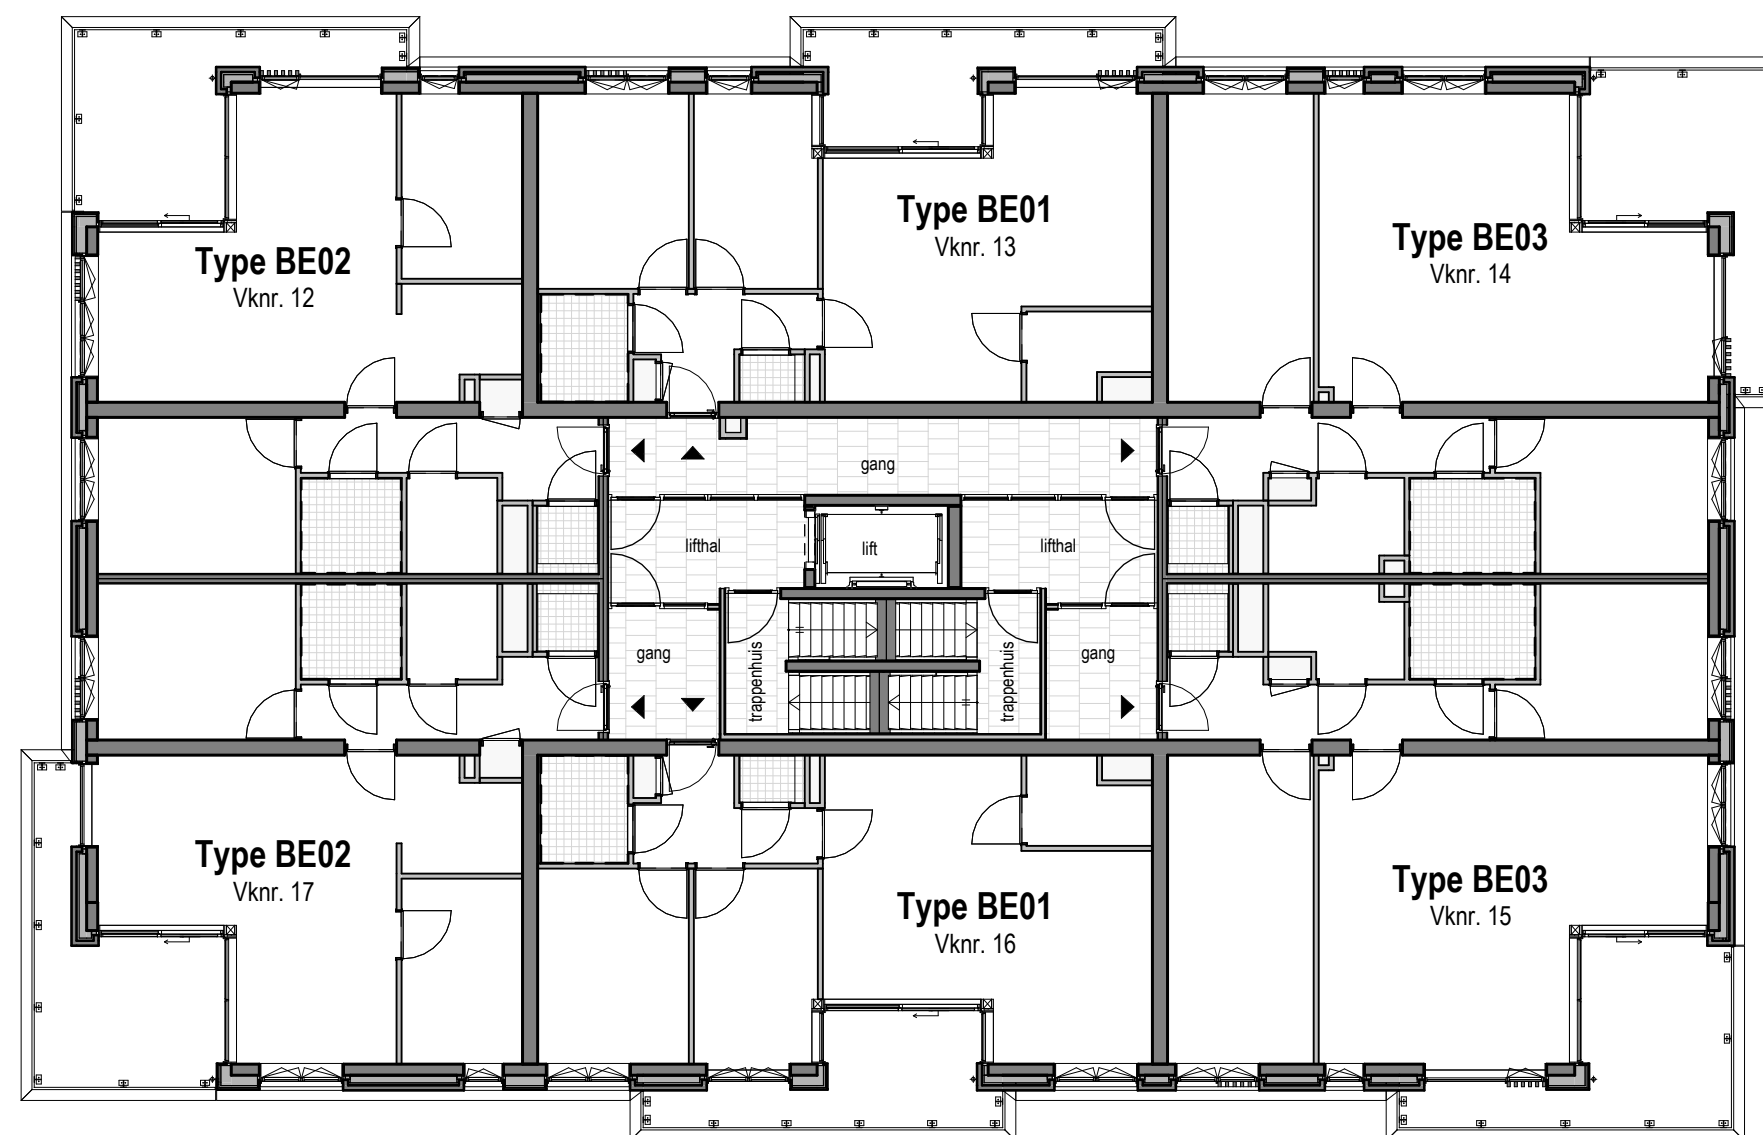 Type BE01
Vknr. 13
Type BE03
Vknr. 14
Type BE02
Vknr. 12
gang
lifthal
lift
lifthal
gang
trappenhuis
trappenhuis
gang
Type BE02
Vknr. 17
Type BE01
Vknr. 16
Type BE03
Vknr. 15